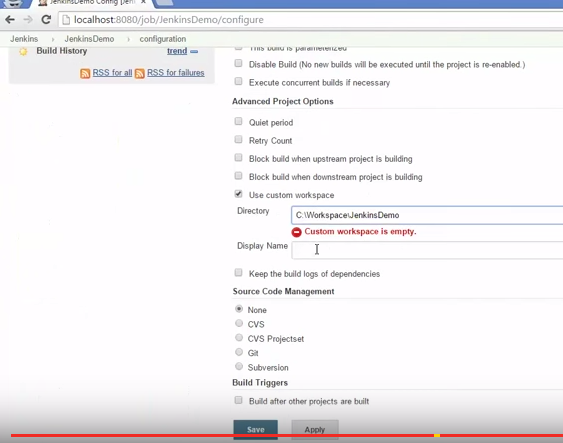 JenkinsDemo Config [Jen
localhost:8080/job/JenkinsDemo/configure
Jenkins › JenkinsDemo › configuration
This build is parameterized
Build History trend
Disable Build (No new builds will be executed until the project is re-enabled.)
RSS for all RSS for failures
Execute concurrent builds if necessary
Advanced Project Options
Quiet period
Retry Count
Block build when upstream project is building
Block build when downstream project is building
Use custom workspace
Directory C:\Workspace\JenkinsDemo
Custom workspace is empty.
Display Name
Keep the build logs of dependencies
Source Code Management
None
CVS
CVS Projectset
Git
Subversion
Build Triggers
Build after other projects are built
Save Apply